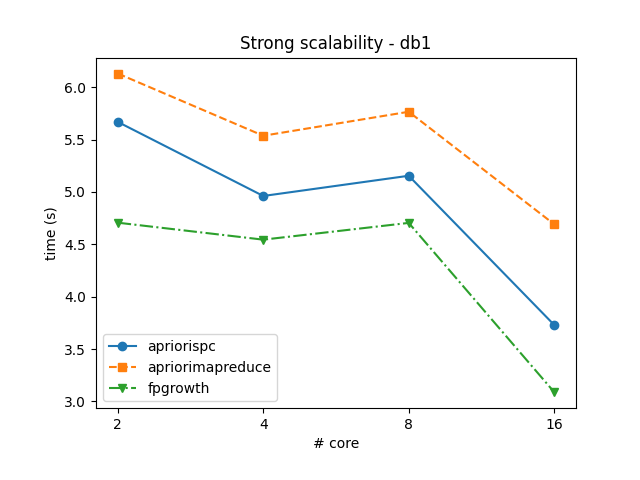 Strong scalability - db1
time (s)
6.0
5.5
5.0
4.5
4.0
3.5
3.0
apriorispc
apriorimapreduce
fpgrowth
2 4 8 16
# core